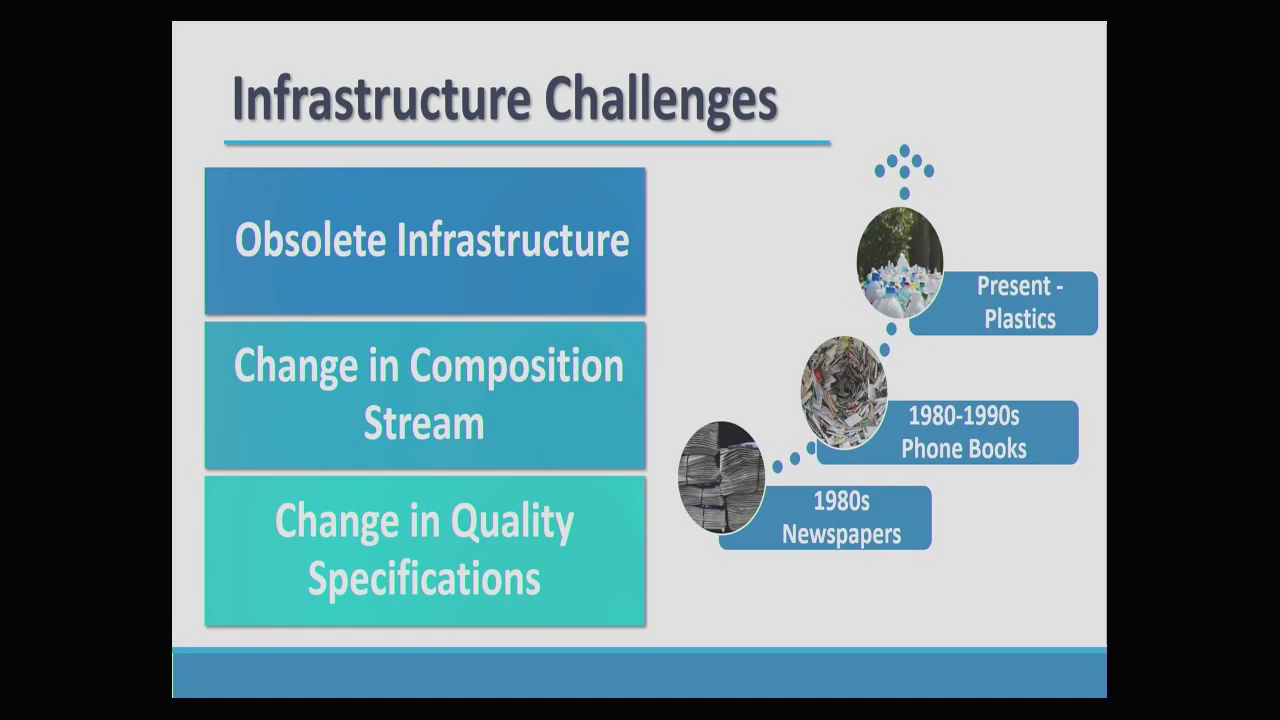 Infrastructure Challenges
Obsolete Infrastructure
Change in Composition
Stream
Change in Quality
Specifications
Present -
Plastics
1980-1990s
Phone Books
1980s
Newspapers